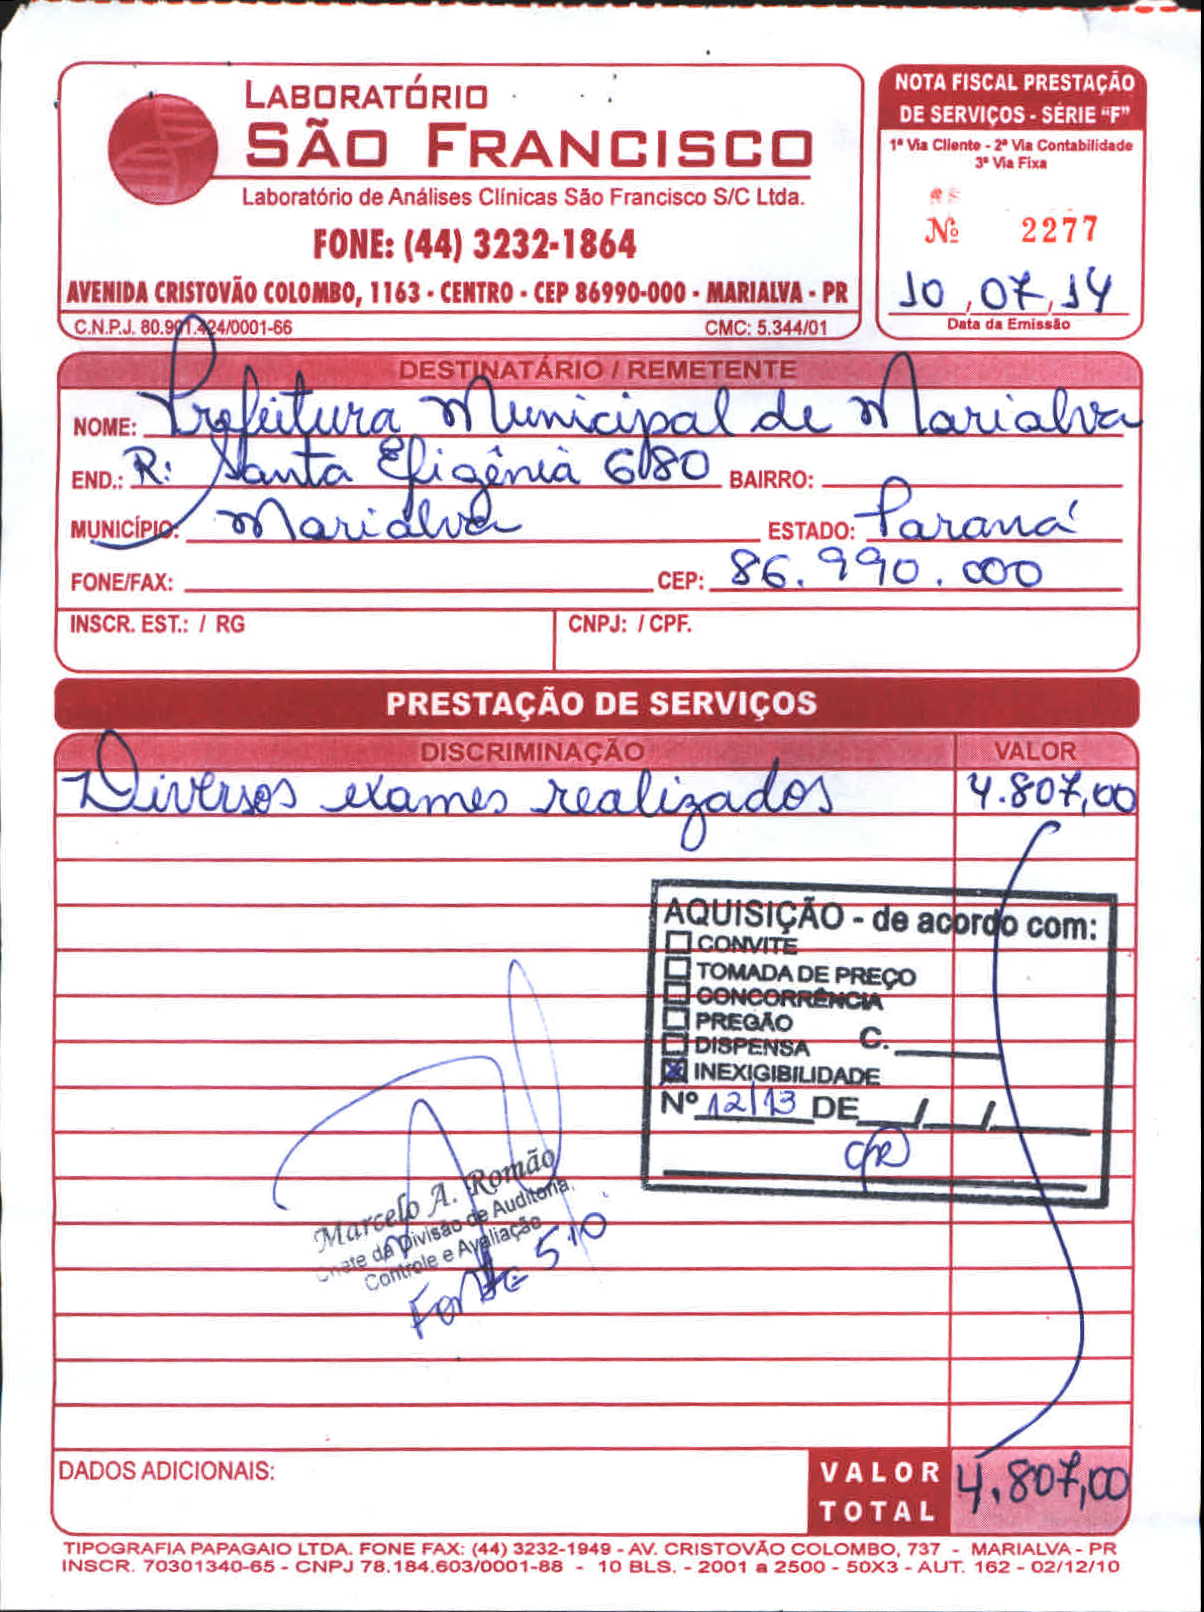 LABORATÓRIO
SÃO FRANCISCO
Laboratório de Análises Clínicas São Francisco S/C Ltda.
FONE: (44) 3232-1864
AVENIDA CRISTOVÃO COLOMBO, 1163 - CENTRO - CEP 86990-000 - MARIALVA - PR
C.N.P.J. 80.901.424/0001-66 CMC: 5.344/01
NOTA FISCAL PRESTAÇÃO
DE SERVIÇOS - SÉRIE "F"
1ª Via Cliente - 2ª Via Contabilidade
3ª Via Fixa
Nº 2277
10, 07, 14
Data da Emissão
DESTINATÁRIO / REMETENTE
NOME: Prefeitura Municipal de Marialva
END.: R: Santa Efigênia 680 BAIRRO:
MUNICÍPIO: Marialva ESTADO: Paraná
FONE/FAX: CEP: 86.990.000
INSCR. EST.: / RG CNPJ: / CPF.
PRESTAÇÃO DE SERVIÇOS
DISCRIMINAÇÃO VALOR
Diversos exames realizados 4.807,00
AQUISIÇÃO - de acordo com:
CONVITE
TOMADA DE PREÇO
CONCORRÊNCIA
PREGÃO
DISPENSA C.
INEXIGIBILIDADE
Nº 12/13 DE / /
Marcelo A. Romão
Chefe da Divisão de Auditoria,
Controle e Avaliação
Fonte 510
DADOS ADICIONAIS: VALOR TOTAL 4.807,00
TIPOGRAFIA PAPAGAIO LTDA. FONE FAX: (44) 3232-1949 - AV. CRISTOVÃO COLOMBO, 737 - MARIALVA - PR
INSCR. 70301340-65 - CNPJ 78.184.603/0001-88 - 10 BLS. - 2001 a 2500 - 50X3 - AUT. 162 - 02/12/10